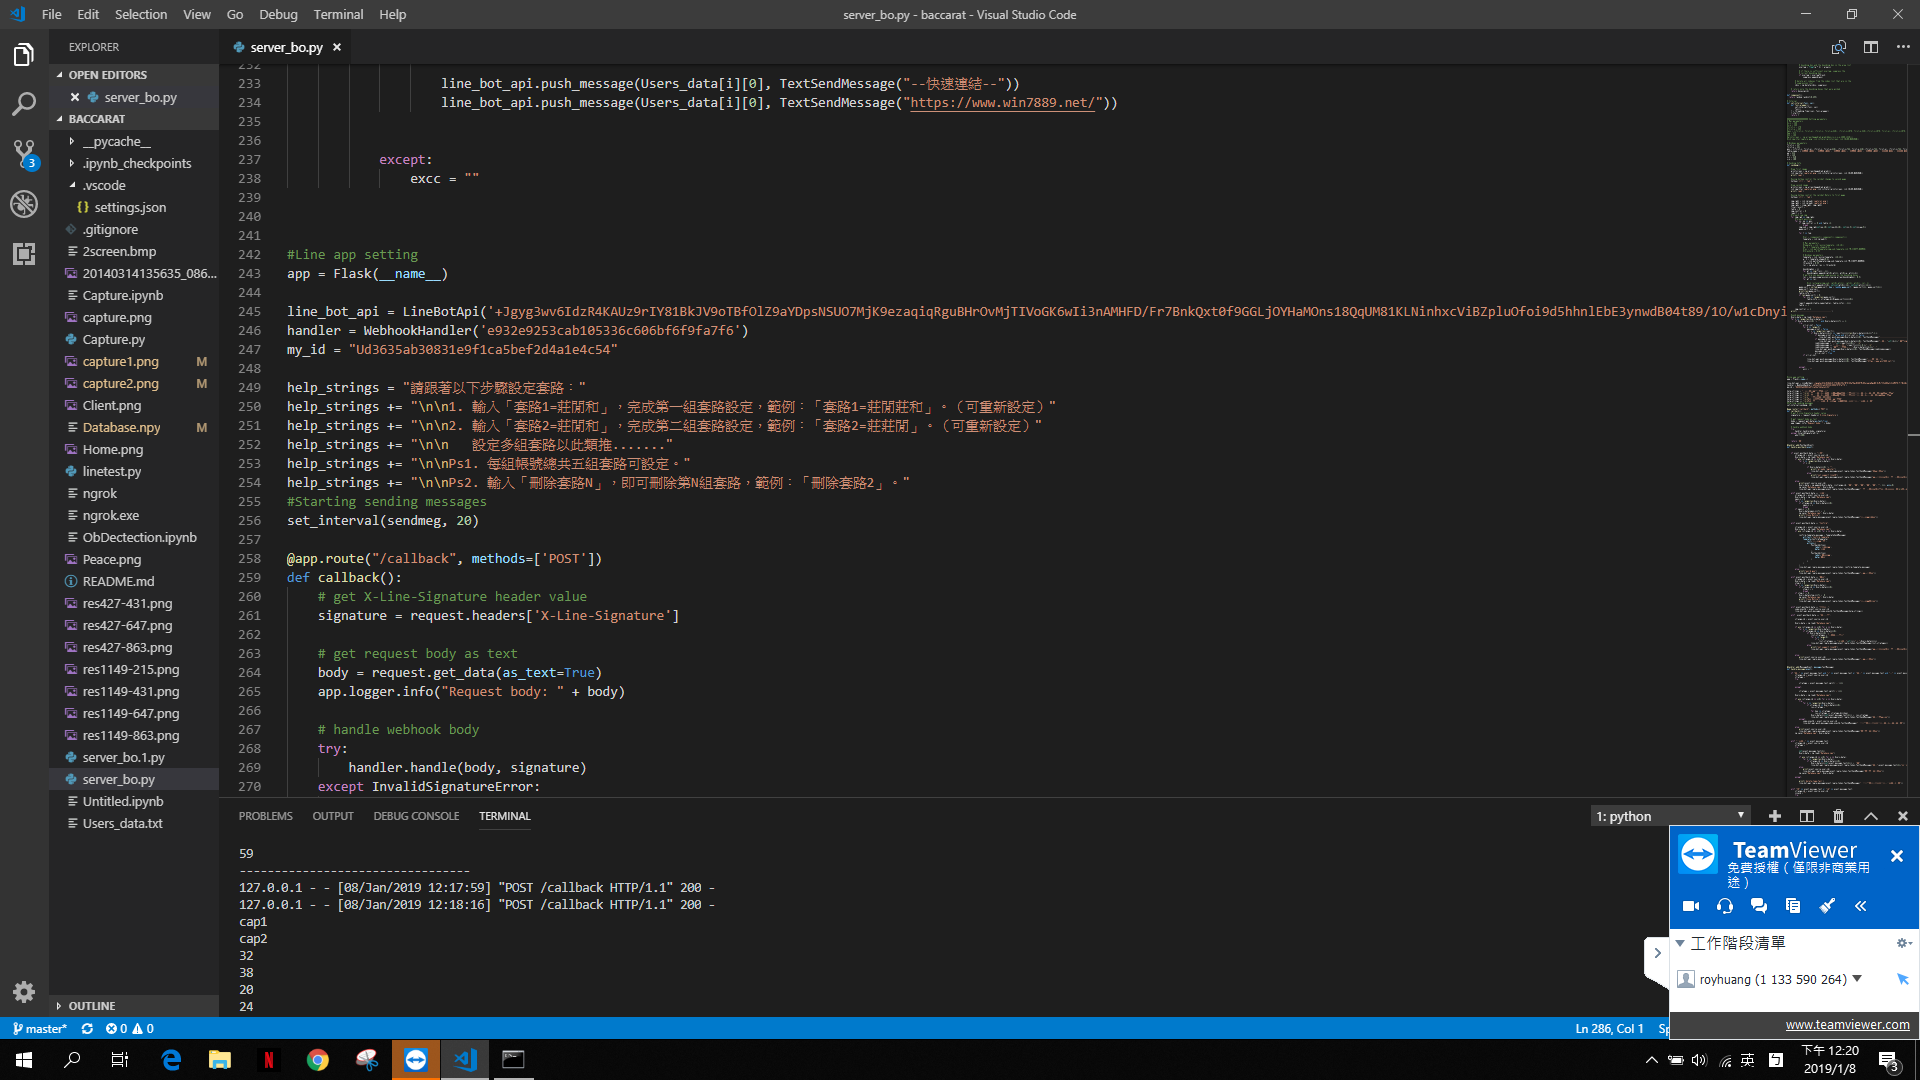 File Edit Selection View Go Debug Terminal Help
server_bo.py - baccarat - Visual Studio Code
EXPLORER
OPEN EDITORS
server_bo.py
BACCARAT
__pycache__
.ipynb_checkpoints
.vscode
settings.json
.gitignore
2screen.bmp
20140314135635_086...
Capture.ipynb
capture.png
Capture.py
capture1.png M
capture2.png M
Client.png
Database.npy M
Home.png
linetest.py
ngrok
ngrok.exe
ObDectection.ipynb
Peace.png
README.md
res427-431.png
res427-647.png
res427-863.png
res1149-215.png
res1149-431.png
res1149-647.png
res1149-863.png
server_bo.1.py
server_bo.py
Untitled.ipynb
Users_data.txt
OUTLINE
server_bo.py
232
233 line_bot_api.push_message(Users_data[i][0], TextSendMessage("--快速連結--"))
234 line_bot_api.push_message(Users_data[i][0], TextSendMessage("https://www.win7889.net/"))
235
236
237 except:
238 excc = ""
239
240
241
242 #Line app setting
243 app = Flask(__name__)
244
245 line_bot_api = LineBotApi('+Jgyg3wv6IdzR4KAUz9rIY81BkJV9oTBfOlZ9aYDpsNSUO7MjK9ezaqiqRguBHrOvMjTIVoGK6wIi3nAMHFD/Fr7BnkQxt0f9GGLjOYHaMOns18QqUM81KLNinhxcViBZpluOfoi9d5hhnlEbE3ynwdB04t89/1O/w1cDnyi
246 handler = WebhookHandler('e932e9253cab105336c606bf6f9fa7f6')
247 my_id = "Ud3635ab30831e9f1ca5bef2d4a1e4c54"
248
249 help_strings = "請跟著以下步驟設定套路："
250 help_strings += "\n\n1. 輸入「套路1=莊閒和」，完成第一組套路設定，範例：「套路1=莊閒莊和」。（可重新設定）"
251 help_strings += "\n\n2. 輸入「套路2=莊閒和」，完成第二組套路設定，範例：「套路2=莊莊閒」。（可重新設定）"
252 help_strings += "\n\n   設定多組套路以此類推......."
253 help_strings += "\n\nPs1. 每組帳號總共五組套路可設定。"
254 help_strings += "\n\nPs2. 輸入「刪除套路N」，即可刪除第N組套路，範例：「刪除套路2」。"
255 #Starting sending messages
256 set_interval(sendmeg, 20)
257
258 @app.route("/callback", methods=['POST'])
259 def callback():
260 # get X-Line-Signature header value
261 signature = request.headers['X-Line-Signature']
262
263 # get request body as text
264 body = request.get_data(as_text=True)
265 app.logger.info("Request body: " + body)
266
267 # handle webhook body
268 try:
269 handler.handle(body, signature)
270 except InvalidSignatureError:
PROBLEMS OUTPUT DEBUG CONSOLE TERMINAL
1: python
59
------------------------------
127.0.0.1 - - [08/Jan/2019 12:17:59] "POST /callback HTTP/1.1" 200 -
127.0.0.1 - - [08/Jan/2019 12:18:16] "POST /callback HTTP/1.1" 200 -
cap1
cap2
32
38
20
24
TeamViewer
免費授權（僅限非商業用
途）
工作階段清單
royhuang (1 133 590 264)
www.teamviewer.com
3
master* 0 0
Ln 286, Col 1 Sp
英
下午 12:20
2019/1/8
3